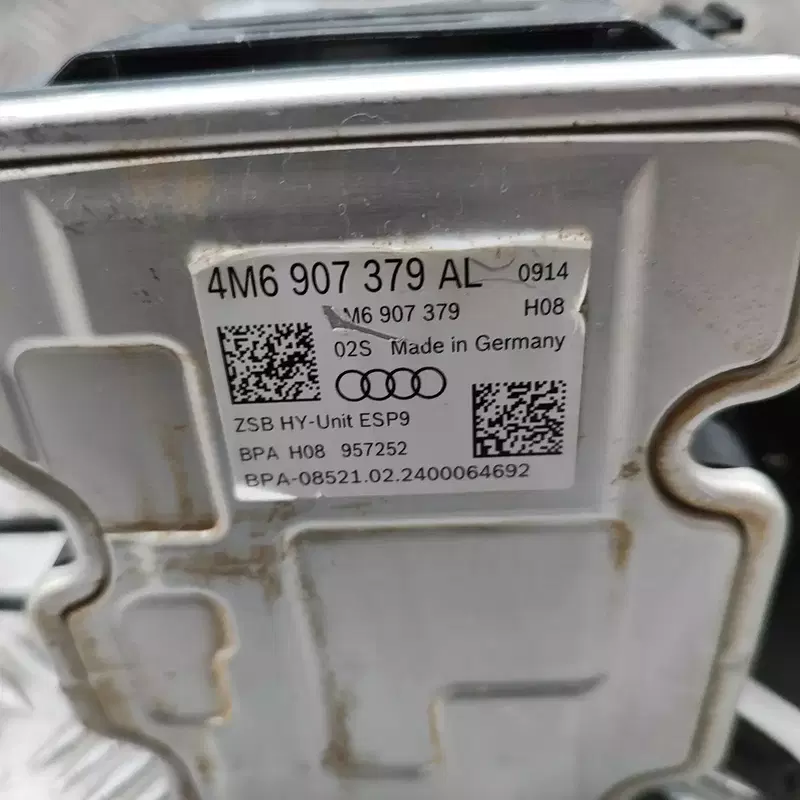 4M6 907 379 AL 0914
M6 907 379 H08
02S Made in Germany
ZSB HY-Unit ESP9
BPA H08 957252
BPA-08521.02.2400064692